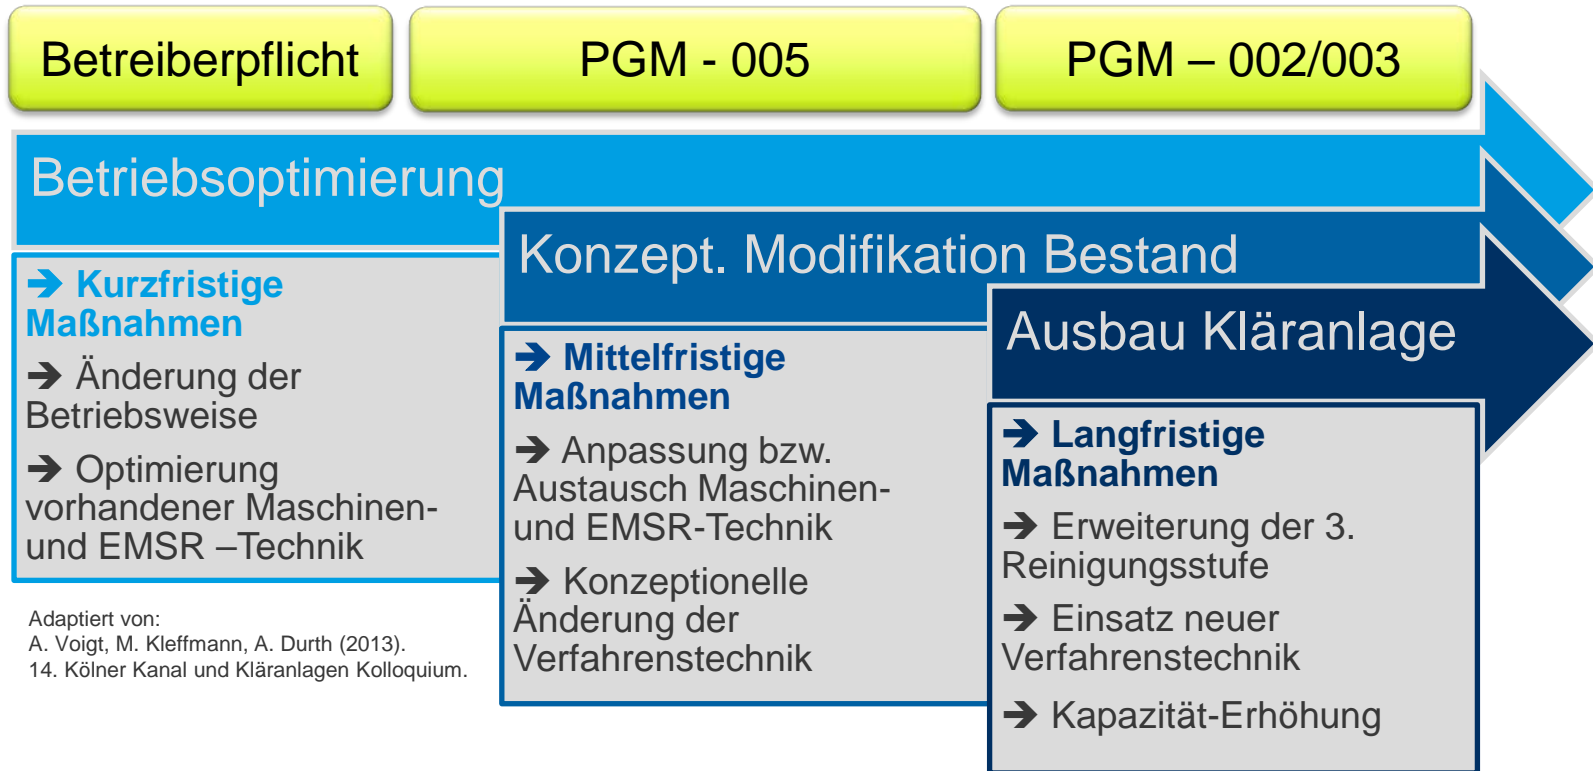 Betreiberpflicht
PGM - 005
PGM – 002/003
Betriebsoptimierung
➔ Kurzfristige
Maßnahmen
➔ Änderung der
Betriebsweise
➔ Optimierung
vorhandener Maschinen-
und EMSR –Technik
Konzept. Modifikation Bestand
➔ Mittelfristige
Maßnahmen
➔ Anpassung bzw.
Austausch Maschinen-
und EMSR-Technik
➔ Konzeptionelle
Änderung der
Verfahrenstechnik
Ausbau Kläranlage
➔ Langfristige
Maßnahmen
➔ Erweiterung der 3.
Reinigungsstufe
➔ Einsatz neuer
Verfahrenstechnik
➔ Kapazität-Erhöhung
Adaptiert von:
A. Voigt, M. Kleffmann, A. Durth (2013).
14. Kölner Kanal und Kläranlagen Kolloquium.